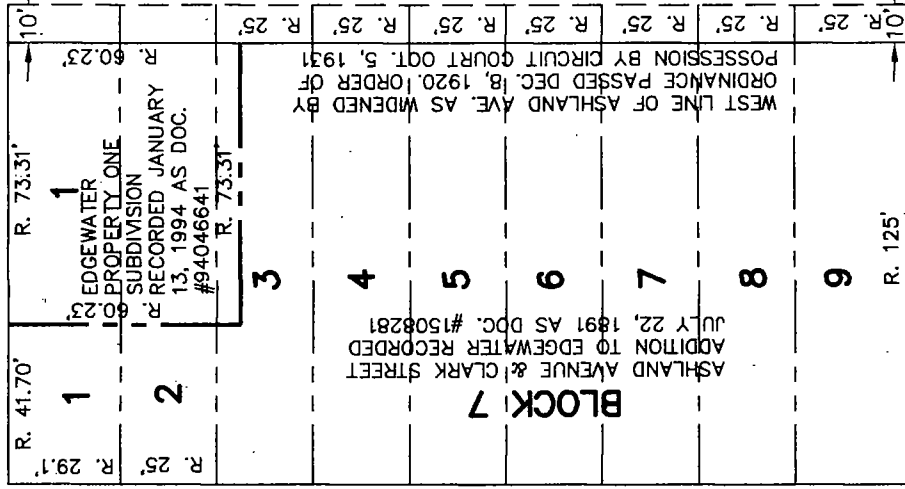 R. 41.70'
R. 73.31'
10'
R. 29.1'
1
R. 60.23'
1
EDGEWATER
PROPERTY ONE
SUBDIVISION
RECORDED JANUARY
13, 1994 AS DOC.
#94046641
R. 60.23'
R. 25'
2
R. 73.31'
3
R. 25'
4
R. 25'
5
R. 25'
6
R. 25'
7
R. 25'
8
R. 25'
9
R. 25'
R. 125'
10'
BLOCK 7
ASHLAND AVENUE & CLARK STREET
ADDITION TO EDGEWATER RECORDED
JULY 22, 1891 AS DOC. #1508281
WEST LINE OF ASHLAND AVE. AS WIDENED BY
ORDINANCE PASSED DEC. 8, 1920. ORDER OF
POSSESSION BY CIRCUIT COURT OCT. 5, 1931